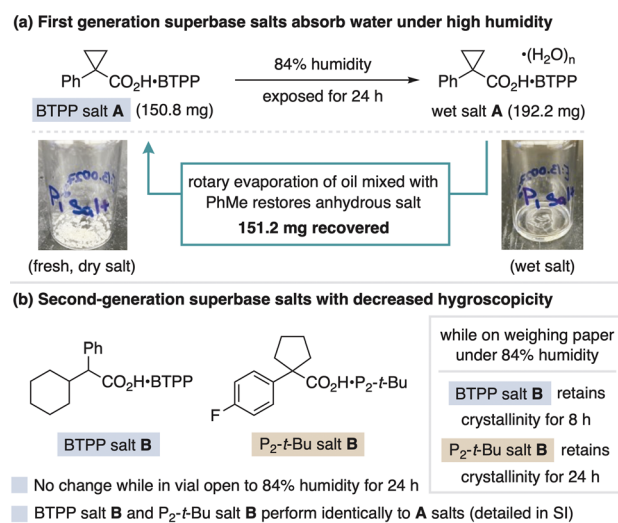 (a) First generation superbase salts absorb water under high humidity
Ph
CO₂H•BTPP
84% humidity
exposed for 24 h
•(H₂O)ₙ
Ph
CO₂H•BTPP
BTPP salt A (150.8 mg)
wet salt A (192.2 mg)
P₁ Salt
rotary evaporation of oil mixed with
PhMe restores anhydrous salt
151.2 mg recovered
P₁ Salt
(fresh, dry salt)
(wet salt)
(b) Second-generation superbase salts with decreased hygroscopicity
Ph
CO₂H•BTPP
BTPP salt B
CO₂H•P₂-t-Bu
F
P₂-t-Bu salt B
while on weighing paper
under 84% humidity
BTPP salt B retains
crystallinity for 8 h
P₂-t-Bu salt B retains
crystallinity for 24 h
No change while in vial open to 84% humidity for 24 h
BTPP salt B and P₂-t-Bu salt B perform identically to A salts (detailed in SI)